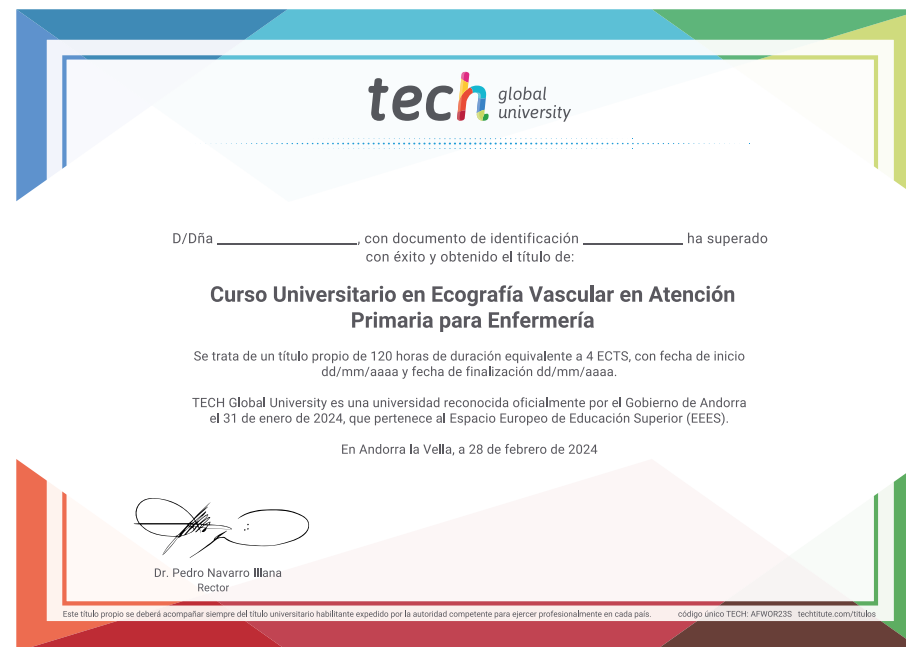 tech global university
D/Dña ____________, con documento de identificación ____________ ha superado
con éxito y obtenido el título de:
Curso Universitario en Ecografía Vascular en Atención
Primaria para Enfermería
Se trata de un título propio de 120 horas de duración equivalente a 4 ECTS, con fecha de inicio
dd/mm/aaaa y fecha de finalización dd/mm/aaaa.
TECH Global University es una universidad reconocida oficialmente por el Gobierno de Andorra
el 31 de enero de 2024, que pertenece al Espacio Europeo de Educación Superior (EEES).
En Andorra la Vella, a 28 de febrero de 2024
Dr. Pedro Navarro Illana
Rector
Este título propio se deberá acompañar siempre del título universitario habilitante expedido por la autoridad competente para ejercer profesionalmente en cada país. código único TECH: AFWOR23S techtitute.com/titulos